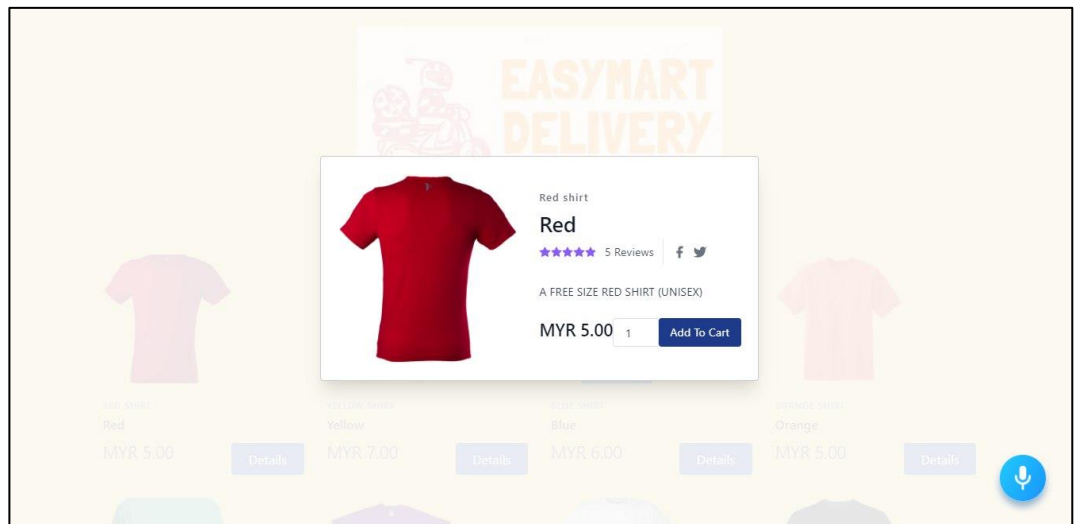 EASYMART
DELIVERY
Red shirt
Red
5 Reviews
A FREE SIZE RED SHIRT (UNISEX)
MYR 5.00 1 Add To Cart
RED SHIRT YELLOW SHIRT BLUE SHIRT ORANGE SHIRT
Red Yellow Blue Orange
MYR 5.00 Details MYR 7.00 Details MYR 6.00 Details MYR 5.00 Details